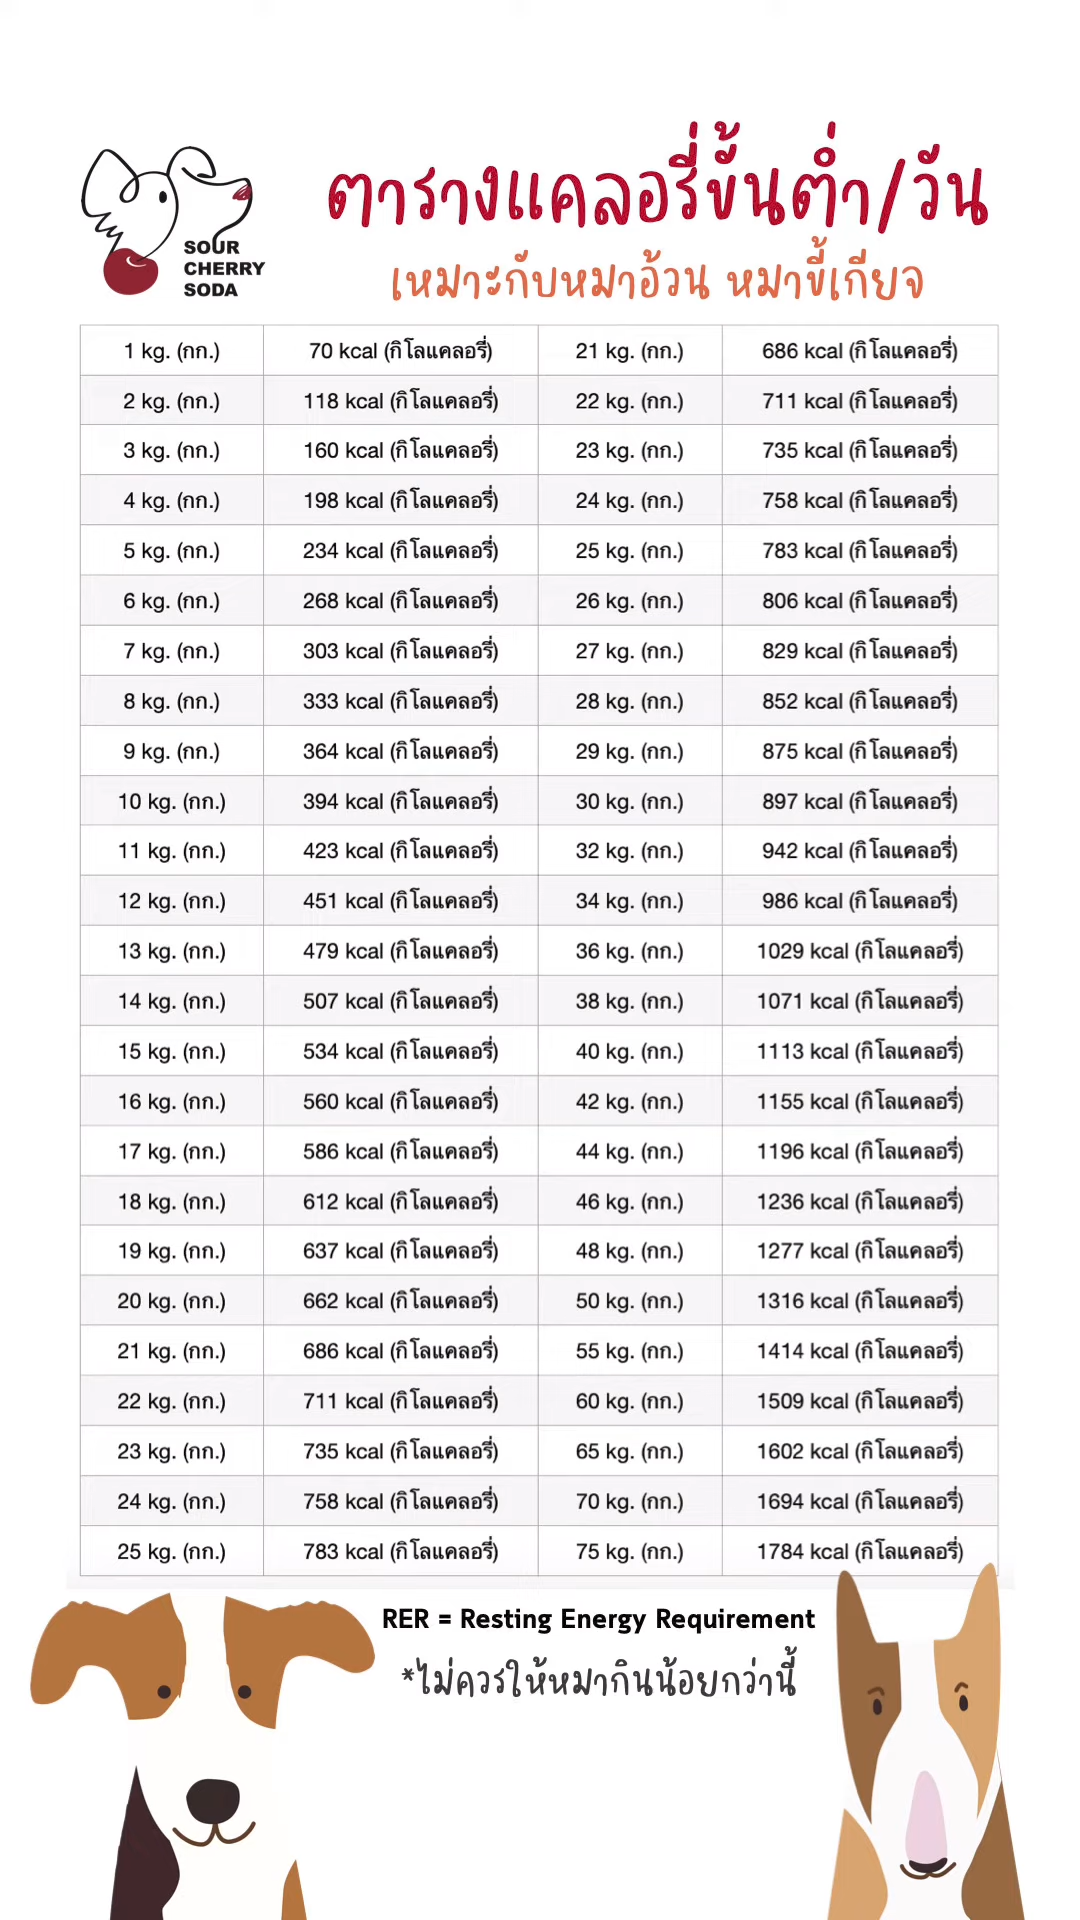 SOUR
CHERRY
SODA
ตารางแคลอรี่ขั้นต่ำ/วัน
เหมาะกับหมาอ้วน หมาขี้เกียจ
1 kg. (กก.) 70 kcal (กิโลแคลอรี่) 21 kg. (กก.) 686 kcal (กิโลแคลอรี่)
2 kg. (กก.) 118 kcal (กิโลแคลอรี่) 22 kg. (กก.) 711 kcal (กิโลแคลอรี่)
3 kg. (กก.) 160 kcal (กิโลแคลอรี่) 23 kg. (กก.) 735 kcal (กิโลแคลอรี่)
4 kg. (กก.) 198 kcal (กิโลแคลอรี่) 24 kg. (กก.) 758 kcal (กิโลแคลอรี่)
5 kg. (กก.) 234 kcal (กิโลแคลอรี่) 25 kg. (กก.) 783 kcal (กิโลแคลอรี่)
6 kg. (กก.) 268 kcal (กิโลแคลอรี่) 26 kg. (กก.) 806 kcal (กิโลแคลอรี่)
7 kg. (กก.) 303 kcal (กิโลแคลอรี่) 27 kg. (กก.) 829 kcal (กิโลแคลอรี่)
8 kg. (กก.) 333 kcal (กิโลแคลอรี่) 28 kg. (กก.) 852 kcal (กิโลแคลอรี่)
9 kg. (กก.) 364 kcal (กิโลแคลอรี่) 29 kg. (กก.) 875 kcal (กิโลแคลอรี่)
10 kg. (กก.) 394 kcal (กิโลแคลอรี่) 30 kg. (กก.) 897 kcal (กิโลแคลอรี่)
11 kg. (กก.) 423 kcal (กิโลแคลอรี่) 32 kg. (กก.) 942 kcal (กิโลแคลอรี่)
12 kg. (กก.) 451 kcal (กิโลแคลอรี่) 34 kg. (กก.) 986 kcal (กิโลแคลอรี่)
13 kg. (กก.) 479 kcal (กิโลแคลอรี่) 36 kg. (กก.) 1029 kcal (กิโลแคลอรี่)
14 kg. (กก.) 507 kcal (กิโลแคลอรี่) 38 kg. (กก.) 1071 kcal (กิโลแคลอรี่)
15 kg. (กก.) 534 kcal (กิโลแคลอรี่) 40 kg. (กก.) 1113 kcal (กิโลแคลอรี่)
16 kg. (กก.) 560 kcal (กิโลแคลอรี่) 42 kg. (กก.) 1155 kcal (กิโลแคลอรี่)
17 kg. (กก.) 586 kcal (กิโลแคลอรี่) 44 kg. (กก.) 1196 kcal (กิโลแคลอรี่)
18 kg. (กก.) 612 kcal (กิโลแคลอรี่) 46 kg. (กก.) 1236 kcal (กิโลแคลอรี่)
19 kg. (กก.) 637 kcal (กิโลแคลอรี่) 48 kg. (กก.) 1277 kcal (กิโลแคลอรี่)
20 kg. (กก.) 662 kcal (กิโลแคลอรี่) 50 kg. (กก.) 1316 kcal (กิโลแคลอรี่)
21 kg. (กก.) 686 kcal (กิโลแคลอรี่) 55 kg. (กก.) 1414 kcal (กิโลแคลอรี่)
22 kg. (กก.) 711 kcal (กิโลแคลอรี่) 60 kg. (กก.) 1509 kcal (กิโลแคลอรี่)
23 kg. (กก.) 735 kcal (กิโลแคลอรี่) 65 kg. (กก.) 1602 kcal (กิโลแคลอรี่)
24 kg. (กก.) 758 kcal (กิโลแคลอรี่) 70 kg. (กก.) 1694 kcal (กิโลแคลอรี่)
25 kg. (กก.) 783 kcal (กิโลแคลอรี่) 75 kg. (กก.) 1784 kcal (กิโลแคลอรี่)
RER = Resting Energy Requirement
*ไม่ควรให้หมากินน้อยกว่านี้